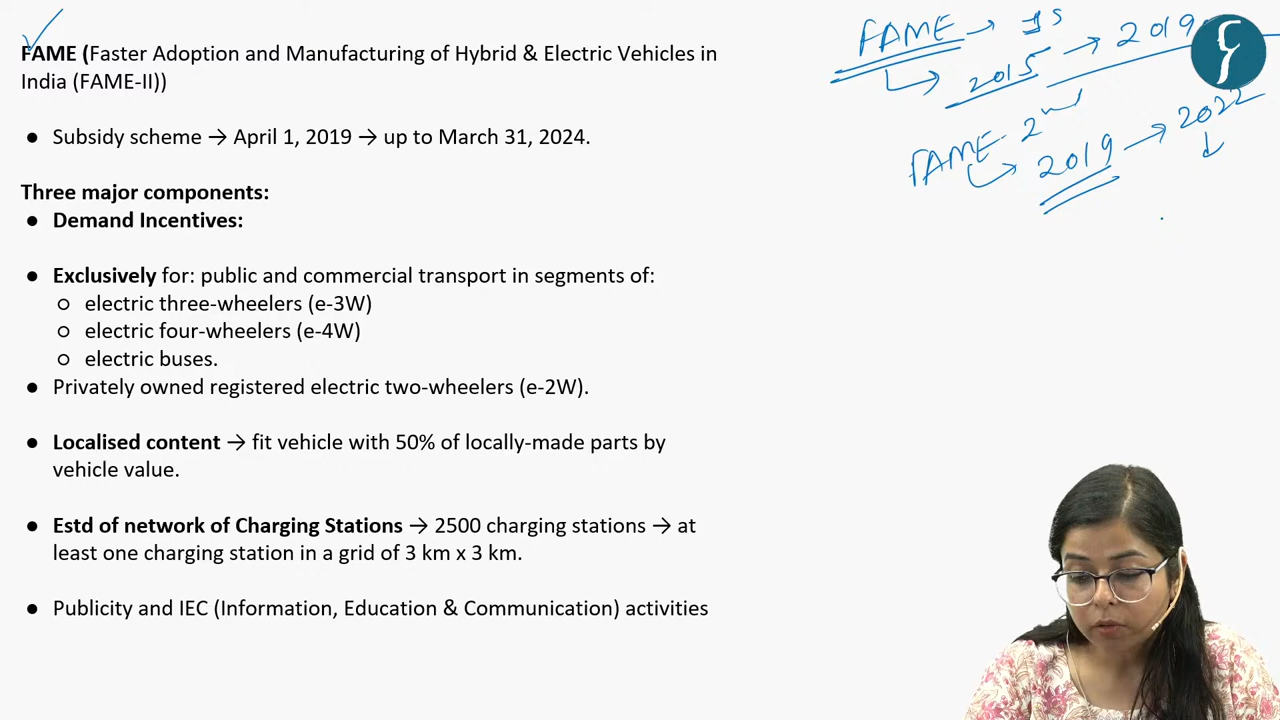 FAME (Faster Adoption and Manufacturing of Hybrid & Electric Vehicles in
India (FAME-II))
● Subsidy scheme → April 1, 2019 → up to March 31, 2024.
Three major components:
● Demand Incentives:
● Exclusively for: public and commercial transport in segments of:
○ electric three-wheelers (e-3W)
○ electric four-wheelers (e-4W)
○ electric buses.
● Privately owned registered electric two-wheelers (e-2W).
● Localised content → fit vehicle with 50% of locally-made parts by
vehicle value.
● Estd of network of Charging Stations → 2500 charging stations → at
least one charging station in a grid of 3 km x 3 km.
● Publicity and IEC (Information, Education & Communication) activities
FAME →
2015 → 2019
FAME- 2
2019 → 2022